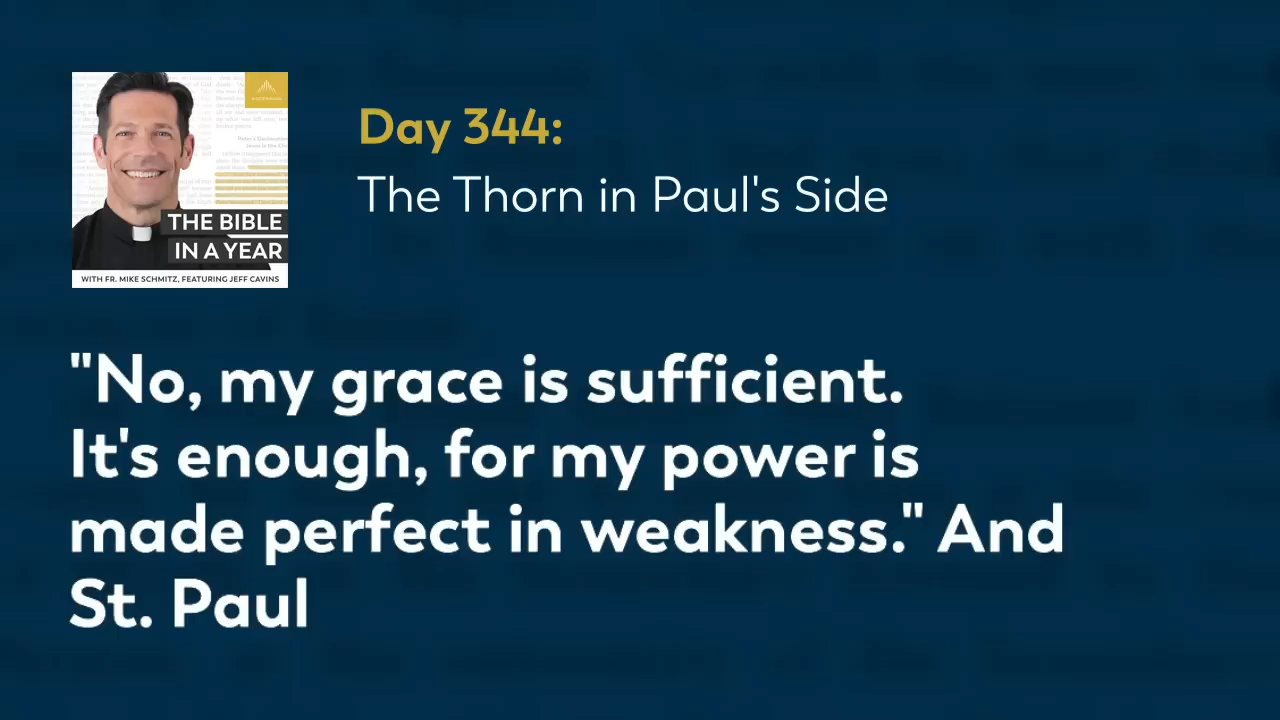 Day 344:
The Thorn in Paul's Side
THE BIBLE
IN A YEAR
WITH FR. MIKE SCHMITZ, FEATURING JEFF CAVINS
"No, my grace is sufficient.
It's enough, for my power is
made perfect in weakness." And
St. Paul